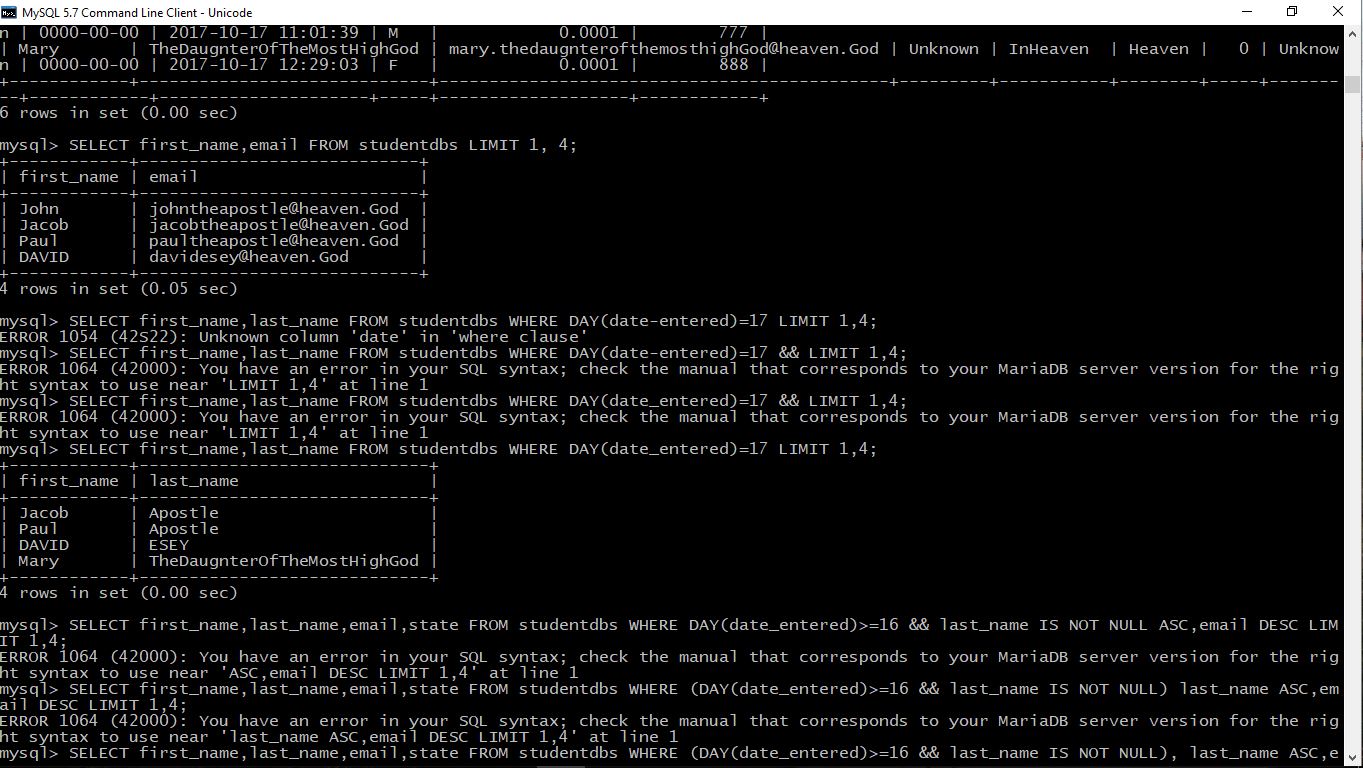 MySQL 5.7 Command Line Client - Unicode
n | 0000-00-00 | 2017-10-17 11:01:39 | M    |            0.0001 |        777 |
| Mary       | TheDaugnterOfTheMostHighGod | mary.thedaugnterofthemosthighGod@heaven.God | Unknown | InHeaven  | Heaven |   0 | Unknow
n | 0000-00-00 | 2017-10-17 12:29:03 | F    |            0.0001 |        888 |
+------------+-----------------------------+---------------------------------------------+---------+-----------+--------+-----+-------
--+------------+---------------------+-----+-------------------+------------+
6 rows in set (0.00 sec)
mysql> SELECT first_name,email FROM studentdbs LIMIT 1, 4;
+------------+----------------------------+
| first_name | email                      |
+------------+----------------------------+
| John       | johntheapostle@heaven.God  |
| Jacob      | jacobtheapostle@heaven.God |
| Paul       | paultheapostle@heaven.God  |
| DAVID      | davidesey@heaven.God       |
+------------+----------------------------+
4 rows in set (0.05 sec)
mysql> SELECT first_name,last_name FROM studentdbs WHERE DAY(date-entered)=17 LIMIT 1,4;
ERROR 1054 (42S22): Unknown column 'date' in 'where clause'
mysql> SELECT first_name,last_name FROM studentdbs WHERE DAY(date-entered)=17 && LIMIT 1,4;
ERROR 1064 (42000): You have an error in your SQL syntax; check the manual that corresponds to your MariaDB server version for the rig
ht syntax to use near 'LIMIT 1,4' at line 1
mysql> SELECT first_name,last_name FROM studentdbs WHERE DAY(date_entered)=17 && LIMIT 1,4;
ERROR 1064 (42000): You have an error in your SQL syntax; check the manual that corresponds to your MariaDB server version for the rig
ht syntax to use near 'LIMIT 1,4' at line 1
mysql> SELECT first_name,last_name FROM studentdbs WHERE DAY(date_entered)=17 LIMIT 1,4;
+------------+-----------------------------+
| first_name | last_name                   |
+------------+-----------------------------+
| Jacob      | Apostle                     |
| Paul       | Apostle                     |
| DAVID      | ESEY                        |
| Mary       | TheDaugnterOfTheMostHighGod |
+------------+-----------------------------+
4 rows in set (0.00 sec)
mysql> SELECT first_name,last_name,email,state FROM studentdbs WHERE DAY(date_entered)>=16 && last_name IS NOT NULL ASC,email DESC LIM
IT 1,4;
ERROR 1064 (42000): You have an error in your SQL syntax; check the manual that corresponds to your MariaDB server version for the rig
ht syntax to use near 'ASC,email DESC LIMIT 1,4' at line 1
mysql> SELECT first_name,last_name,email,state FROM studentdbs WHERE (DAY(date_entered)>=16 && last_name IS NOT NULL) last_name ASC,em
ail DESC LIMIT 1,4;
ERROR 1064 (42000): You have an error in your SQL syntax; check the manual that corresponds to your MariaDB server version for the rig
ht syntax to use near 'last_name ASC,email DESC LIMIT 1,4' at line 1
mysql> SELECT first_name,last_name,email,state FROM studentdbs WHERE (DAY(date_entered)>=16 && last_name IS NOT NULL), last_name ASC,e